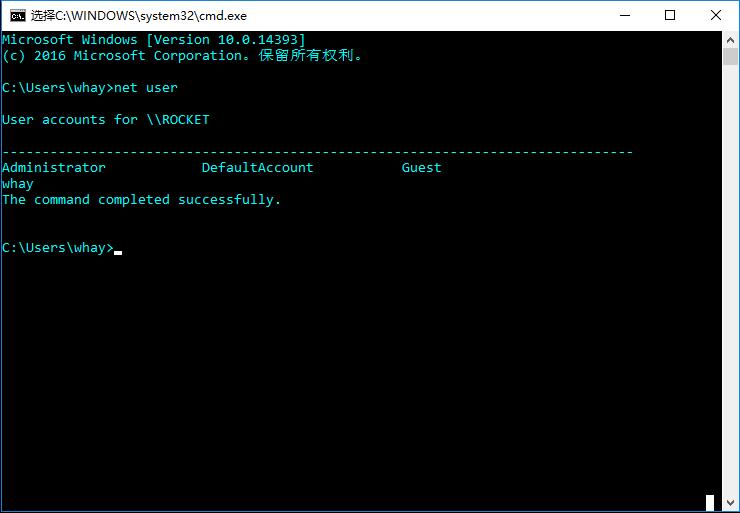 选择C:\WINDOWS\system32\cmd.exe
Microsoft Windows [Version 10.0.14393]
(c) 2016 Microsoft Corporation。保留所有权利。
C:\Users\whay>net user
User accounts for \\ROCKET
-------------------------------------------------------------------------------
Administrator            DefaultAccount           Guest
whay
The command completed successfully.
C:\Users\whay>